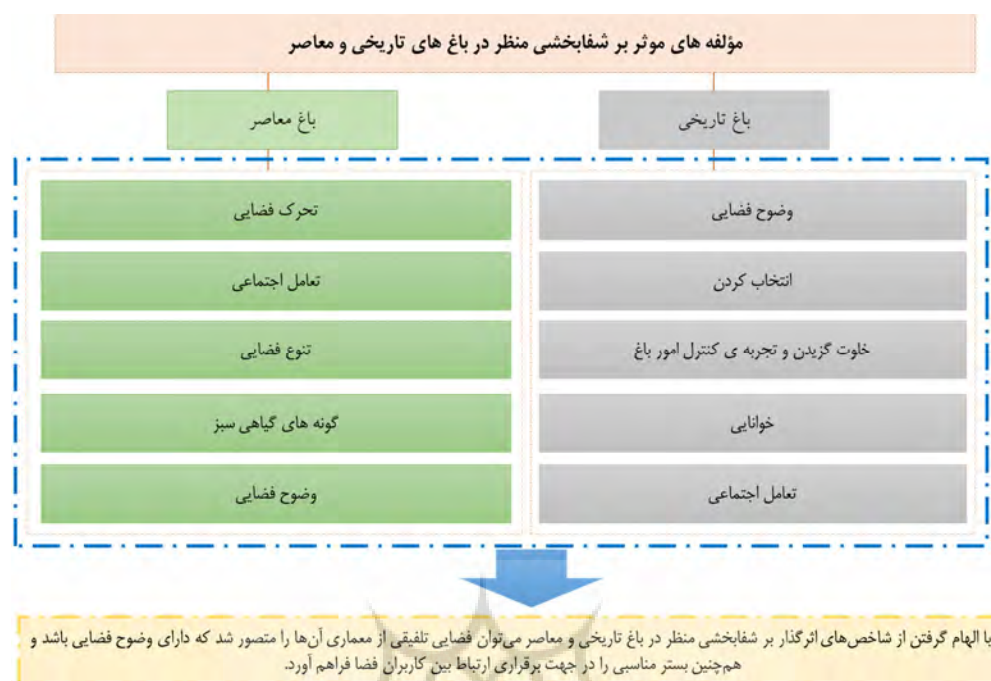 مؤلفه های موثر بر شفابخشی منظر در باغ های تاریخی و معاصر
باغ تاریخی
باغ معاصر
وضوح فضایی
انتخاب کردن
خلوت گزیدن و تجربه ی کنترل امور باغ
خوانایی
تعامل اجتماعی
تحرک فضایی
تعامل اجتماعی
تنوع فضایی
گونه های گیاهی سبز
وضوح فضایی
با الهام گرفتن از شاخص‌های اثرگذار بر شفابخشی منظر در باغ تاریخی و معاصر می‌توان فضایی تلفیقی از معماری آن‌ها را متصور شد که دارای وضوح فضایی باشد و
هم‌چنین بستر مناسبی را در جهت برقراری ارتباط بین کاربران فضا فراهم آورد.